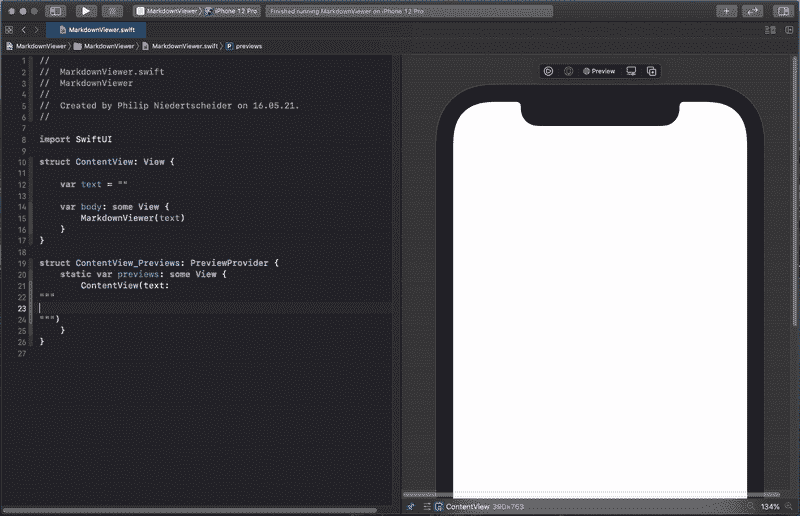 MarkdownViewer › iPhone 12 Pro
Finished running MarkdownViewer on iPhone 12 Pro
MarkdownViewer.swift
MarkdownViewer › MarkdownViewer › MarkdownViewer.swift › P previews
1 //
2 //  MarkdownViewer.swift
3 //  MarkdownViewer
4 //
5 //  Created by Philip Niedertscheider on 16.05.21.
6 //
7
8 import SwiftUI
9
10 struct ContentView: View {
11
12     var text = ""
13
14     var body: some View {
15         MarkdownViewer(text)
16     }
17 }
18
19 struct ContentView_Previews: PreviewProvider {
20     static var previews: some View {
21         ContentView(text:
22 """
23
24 """)
25     }
26 }
27
Preview
ContentView 390x763
134%